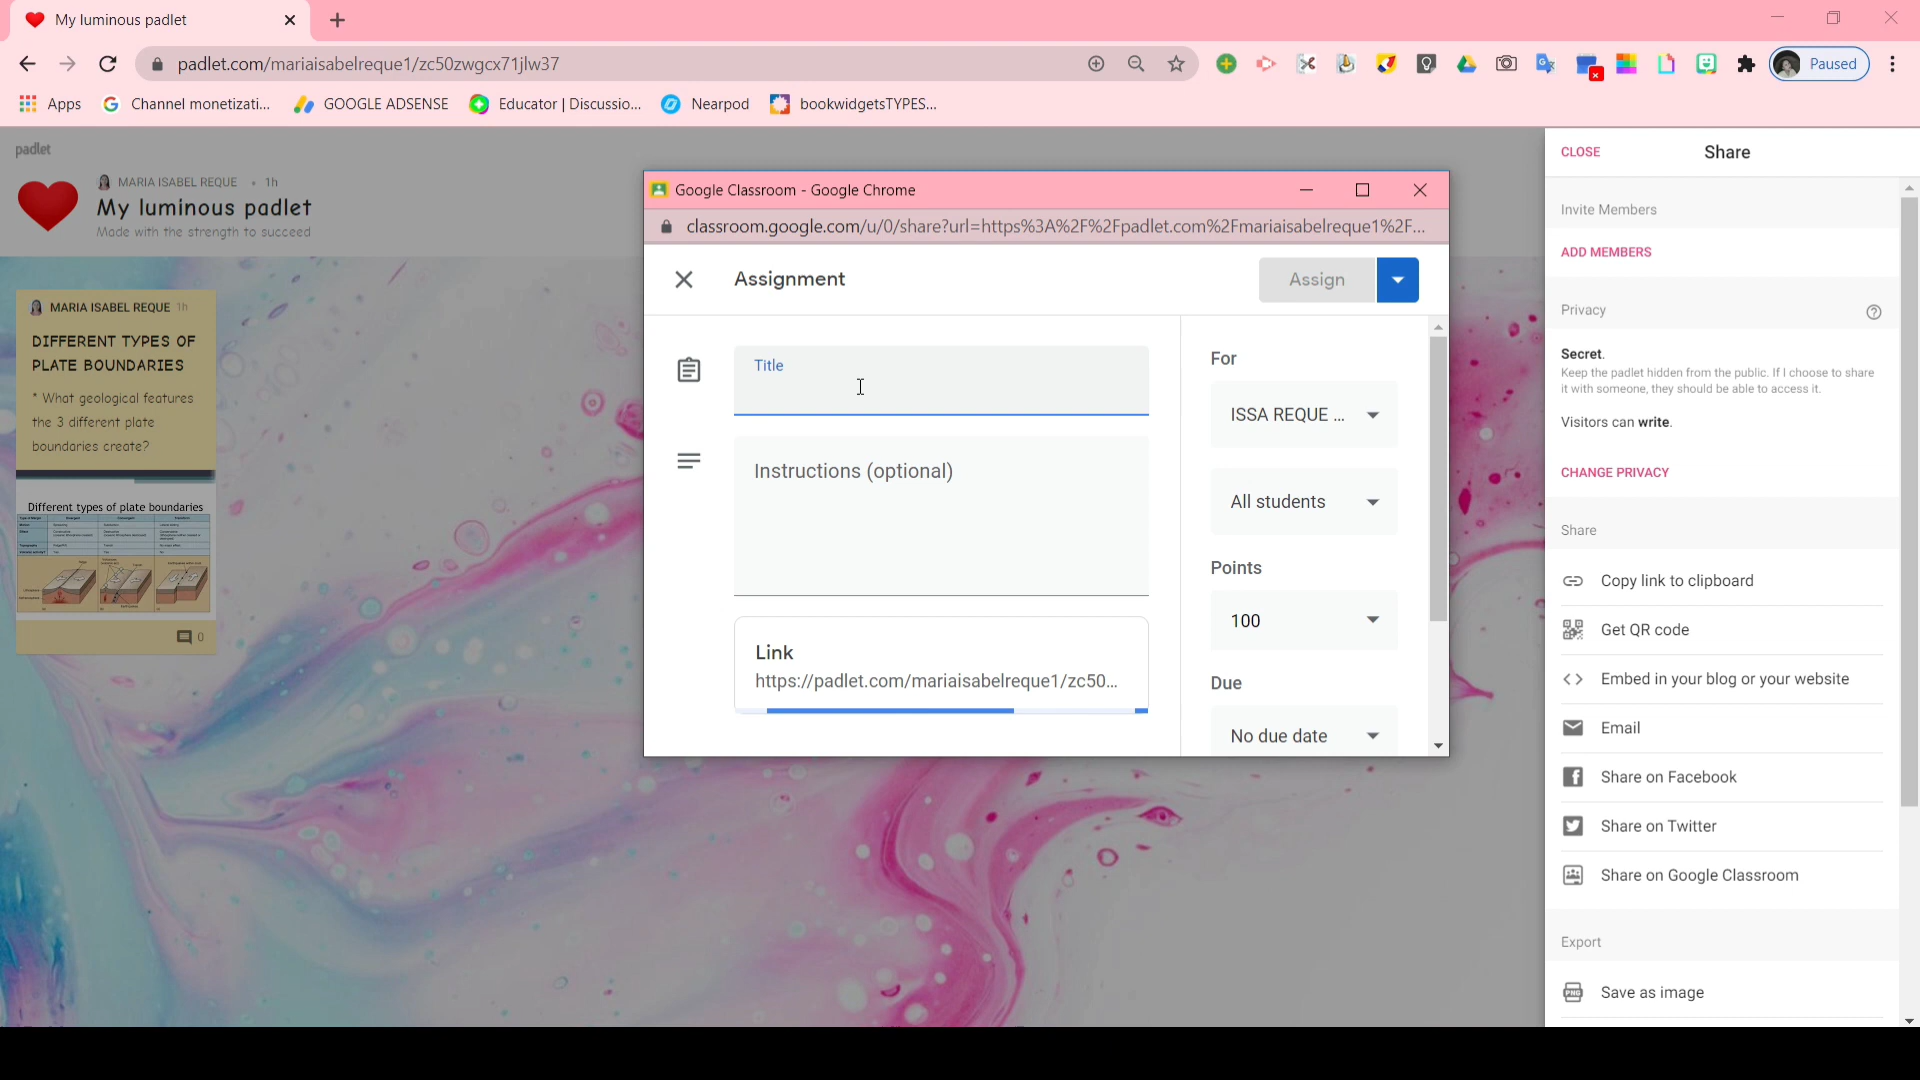 My luminous padlet
padlet.com/mariaisabelreque1/zc50zwgcx71jlw37
Paused
Apps
Channel monetizati...
GOOGLE ADSENSE
Educator | Discussio...
Nearpod
bookwidgetsTYPES...
padlet
MARIA ISABEL REQUE • 1h
My luminous padlet
Made with the strength to succeed
MARIA ISABEL REQUE 1h
DIFFERENT TYPES OF
PLATE BOUNDARIES
* What geological features
the 3 different plate
boundaries create?
Different types of plate boundaries
0
Google Classroom - Google Chrome
classroom.google.com/u/0/share?url=https%3A%2F%2Fpadlet.com%2Fmariaisabelreque1%2F...
Assignment
Assign
Title
Instructions (optional)
Link
https://padlet.com/mariaisabelreque1/zc50...
For
ISSA REQUE ...
All students
Points
100
Due
No due date
CLOSE
Share
Invite Members
ADD MEMBERS
Privacy
Secret.
Keep the padlet hidden from the public. If I choose to share
it with someone, they should be able to access it.
Visitors can write.
CHANGE PRIVACY
Share
Copy link to clipboard
Get QR code
Embed in your blog or your website
Email
Share on Facebook
Share on Twitter
Share on Google Classroom
Export
Save as image